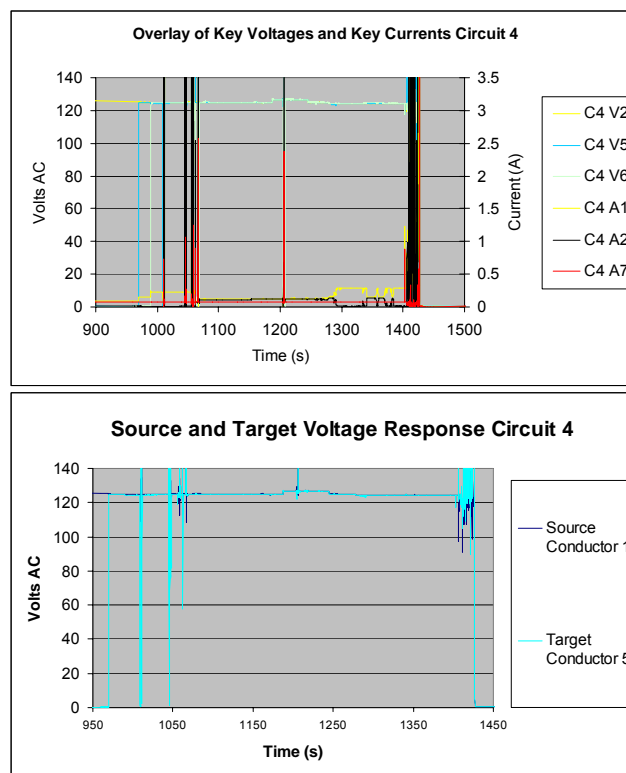 Overlay of Key Voltages and Key Currents Circuit 4
140
120
100
80
60
40
20
0
Volts AC
3.5
3
2.5
2
1.5
1
0.5
0
Current (A)
900 1000 1100 1200 1300 1400 1500
Time (s)
C4 V2
C4 V5
C4 V6
C4 A1
C4 A2
C4 A7
Source and Target Voltage Response Circuit 4
140
120
100
80
60
40
20
0
Volts AC
950 1050 1150 1250 1350 1450
Time (s)
Source
Conductor 1
Target
Conductor 5